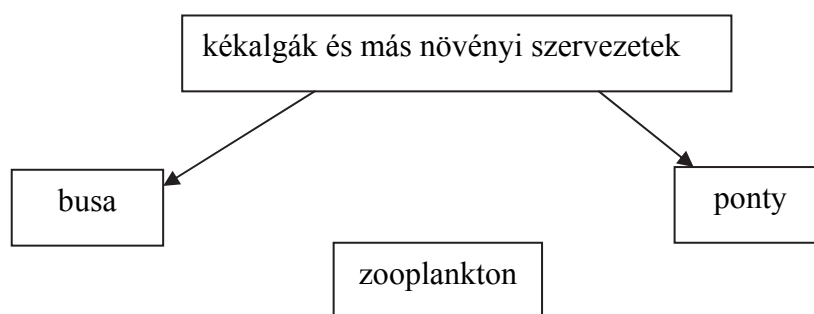 kékalgák és más növényi szervezetek
busa
ponty
zooplankton